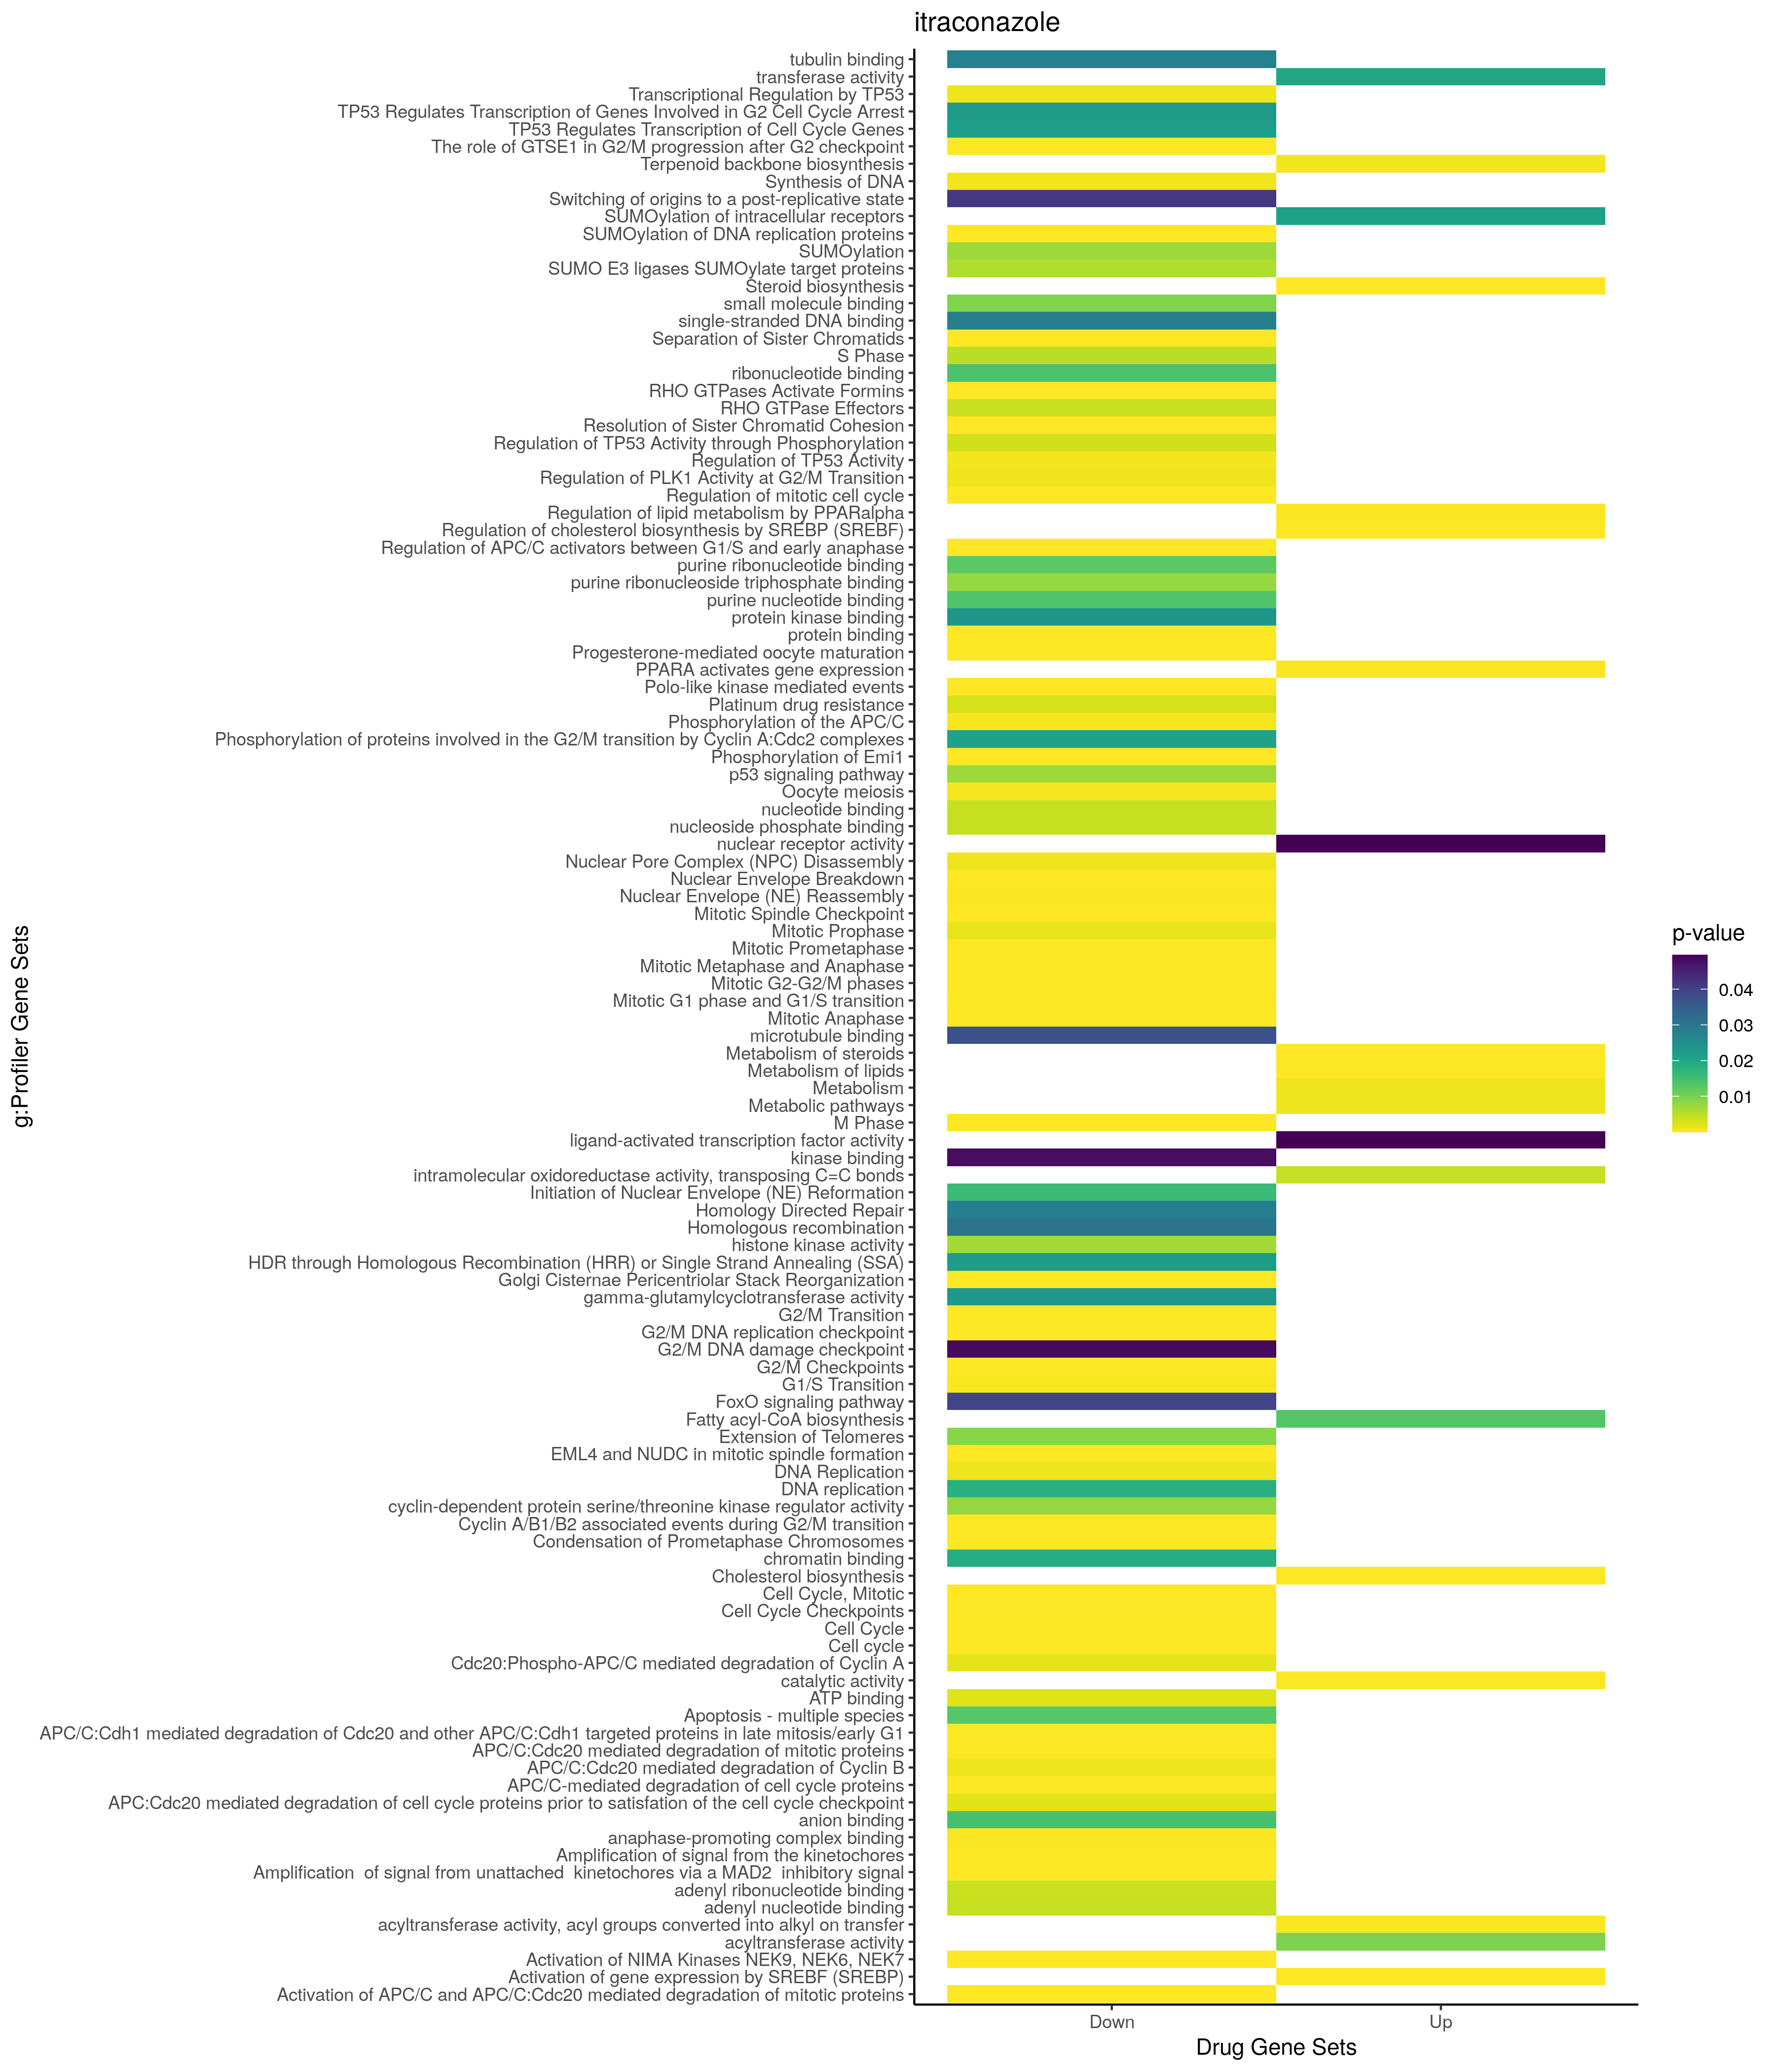 itraconazole
tubulin binding
transferase activity
Transcriptional Regulation by TP53
TP53 Regulates Transcription of Genes Involved in G2 Cell Cycle Arrest
TP53 Regulates Transcription of Cell Cycle Genes
The role of GTSE1 in G2/M progression after G2 checkpoint
Terpenoid backbone biosynthesis
Synthesis of DNA
Switching of origins to a post-replicative state
SUMOylation of intracellular receptors
SUMOylation of DNA replication proteins
SUMOylation
SUMO E3 ligases SUMOylate target proteins
Steroid biosynthesis
small molecule binding
single-stranded DNA binding
Separation of Sister Chromatids
S Phase
ribonucleotide binding
RHO GTPases Activate Formins
RHO GTPase Effectors
Resolution of Sister Chromatid Cohesion
Regulation of TP53 Activity through Phosphorylation
Regulation of TP53 Activity
Regulation of PLK1 Activity at G2/M Transition
Regulation of mitotic cell cycle
Regulation of lipid metabolism by PPARalpha
Regulation of cholesterol biosynthesis by SREBP (SREBF)
Regulation of APC/C activators between G1/S and early anaphase
purine ribonucleotide binding
purine ribonucleoside triphosphate binding
purine nucleotide binding
protein kinase binding
protein binding
Progesterone-mediated oocyte maturation
PPARA activates gene expression
Polo-like kinase mediated events
Platinum drug resistance
Phosphorylation of the APC/C
Phosphorylation of proteins involved in the G2/M transition by Cyclin A:Cdc2 complexes
Phosphorylation of Emi1
p53 signaling pathway
Oocyte meiosis
nucleotide binding
nucleoside phosphate binding
nuclear receptor activity
Nuclear Pore Complex (NPC) Disassembly
Nuclear Envelope Breakdown
Nuclear Envelope (NE) Reassembly
Mitotic Spindle Checkpoint
Mitotic Prophase
Mitotic Prometaphase
Mitotic Metaphase and Anaphase
Mitotic G2-G2/M phases
Mitotic G1 phase and G1/S transition
Mitotic Anaphase
microtubule binding
Metabolism of steroids
Metabolism of lipids
Metabolism
Metabolic pathways
M Phase
ligand-activated transcription factor activity
kinase binding
intramolecular oxidoreductase activity, transposing C=C bonds
Initiation of Nuclear Envelope (NE) Reformation
Homology Directed Repair
Homologous recombination
histone kinase activity
HDR through Homologous Recombination (HRR) or Single Strand Annealing (SSA)
Golgi Cisternae Pericentriolar Stack Reorganization
gamma-glutamylcyclotransferase activity
G2/M Transition
G2/M DNA replication checkpoint
G2/M DNA damage checkpoint
G2/M Checkpoints
G1/S Transition
FoxO signaling pathway
Fatty acyl-CoA biosynthesis
Extension of Telomeres
EML4 and NUDC in mitotic spindle formation
DNA Replication
DNA replication
cyclin-dependent protein serine/threonine kinase regulator activity
Cyclin A/B1/B2 associated events during G2/M transition
Condensation of Prometaphase Chromosomes
chromatin binding
Cholesterol biosynthesis
Cell Cycle, Mitotic
Cell Cycle Checkpoints
Cell Cycle
Cell cycle
Cdc20:Phospho-APC/C mediated degradation of Cyclin A
catalytic activity
ATP binding
Apoptosis - multiple species
APC/C:Cdh1 mediated degradation of Cdc20 and other APC/C:Cdh1 targeted proteins in late mitosis/early G1
APC/C:Cdc20 mediated degradation of mitotic proteins
APC/C:Cdc20 mediated degradation of Cyclin B
APC/C-mediated degradation of cell cycle proteins
APC:Cdc20 mediated degradation of cell cycle proteins prior to satisfation of the cell cycle checkpoint
anion binding
anaphase-promoting complex binding
Amplification of signal from the kinetochores
Amplification  of signal from unattached  kinetochores via a MAD2  inhibitory signal
adenyl ribonucleotide binding
adenyl nucleotide binding
acyltransferase activity, acyl groups converted into alkyl on transfer
acyltransferase activity
Activation of NIMA Kinases NEK9, NEK6, NEK7
Activation of gene expression by SREBF (SREBP)
Activation of APC/C and APC/C:Cdc20 mediated degradation of mitotic proteins
g:Profiler Gene Sets
Down
Up
Drug Gene Sets
p-value
0.04
0.03
0.02
0.01